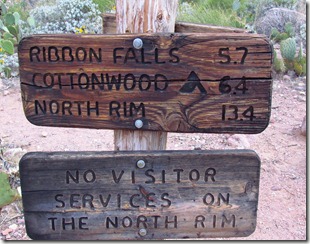 RIBBON FALLS 5.7
COTTONWOOD 6.4
NORTH RIM 13.4
NO VISITOR
SERVICES ON
THE NORTH RIM